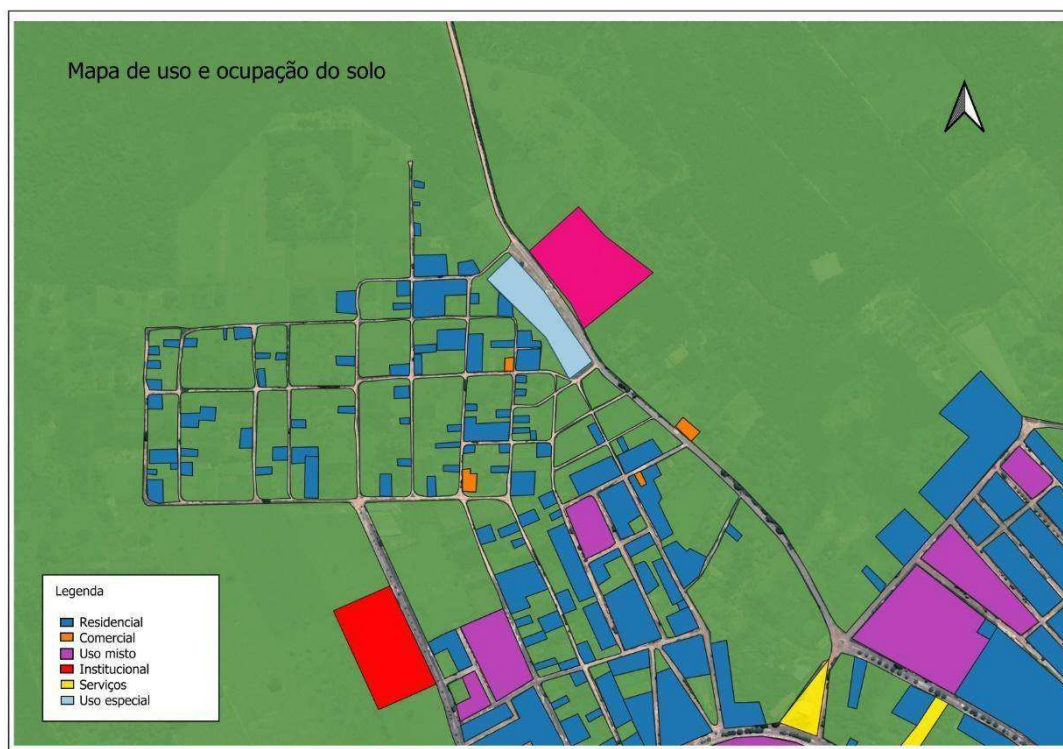 Mapa de uso e ocupação do solo
Legenda
Residencial
Comercial
Uso misto
Institucional
Serviços
Uso especial